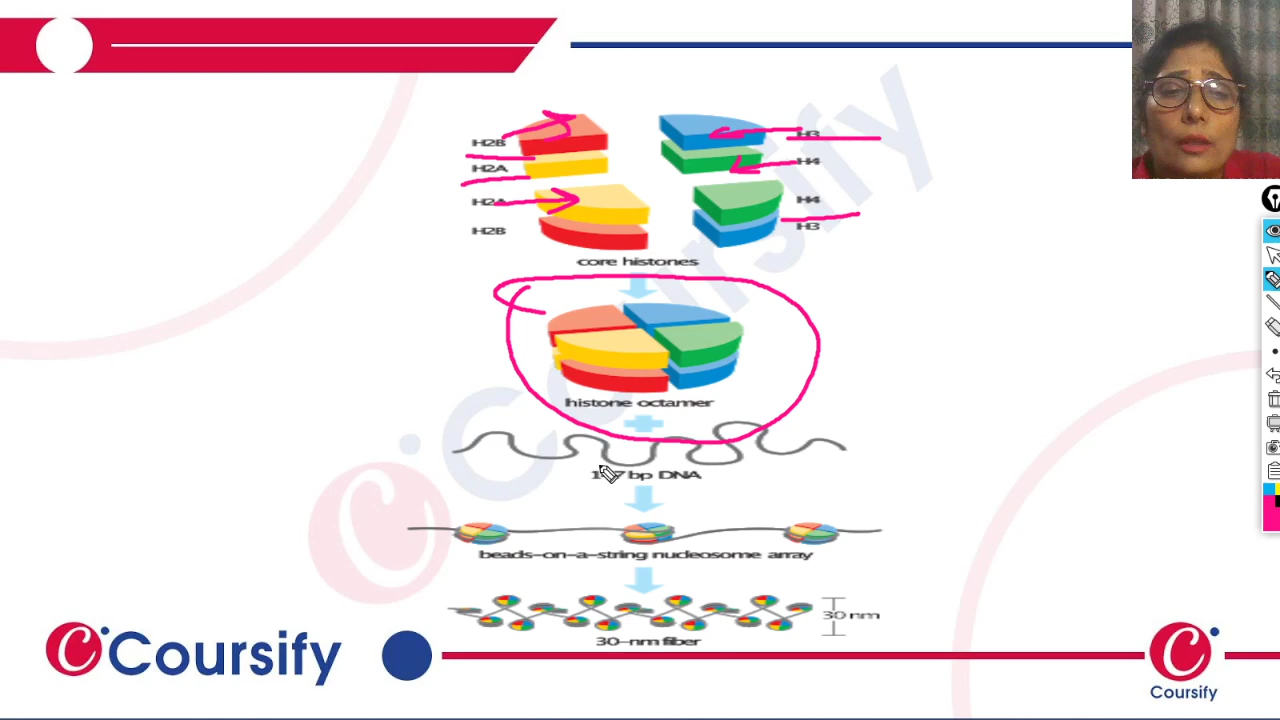 H2B
H2A
H2A
H2B
H3
H4
H4
H3
core histones
histone octamer
bp DNA
beads-on-a-string nucleosome array
30 nm
30-nm fiber
Coursify
Coursify
Coursify